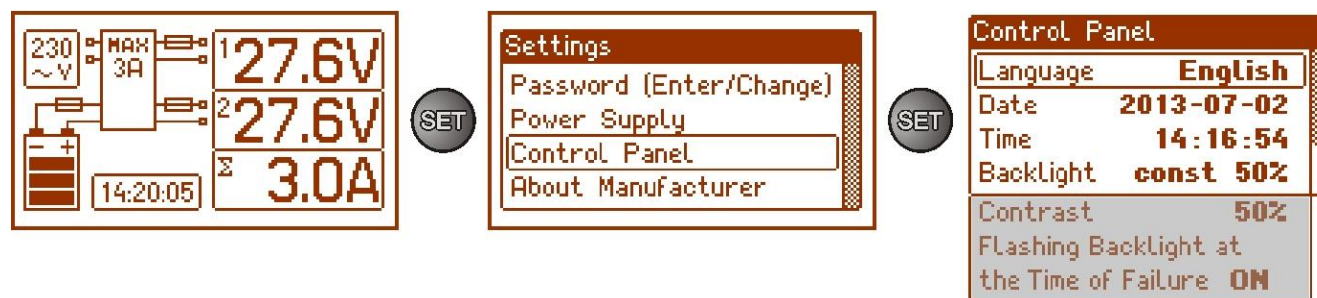 230
~V
MAX
3A
1 27.6V
2 27.6V
Σ 3.0A
- +
14:20:05
SET
Settings
Password (Enter/Change)
Power Supply
Control Panel
About Manufacturer
SET
Control Panel
Language English
Date 2013-07-02
Time 14:16:54
Backlight const 50%
Contrast 50%
Flashing Backlight at
the Time of Failure ON